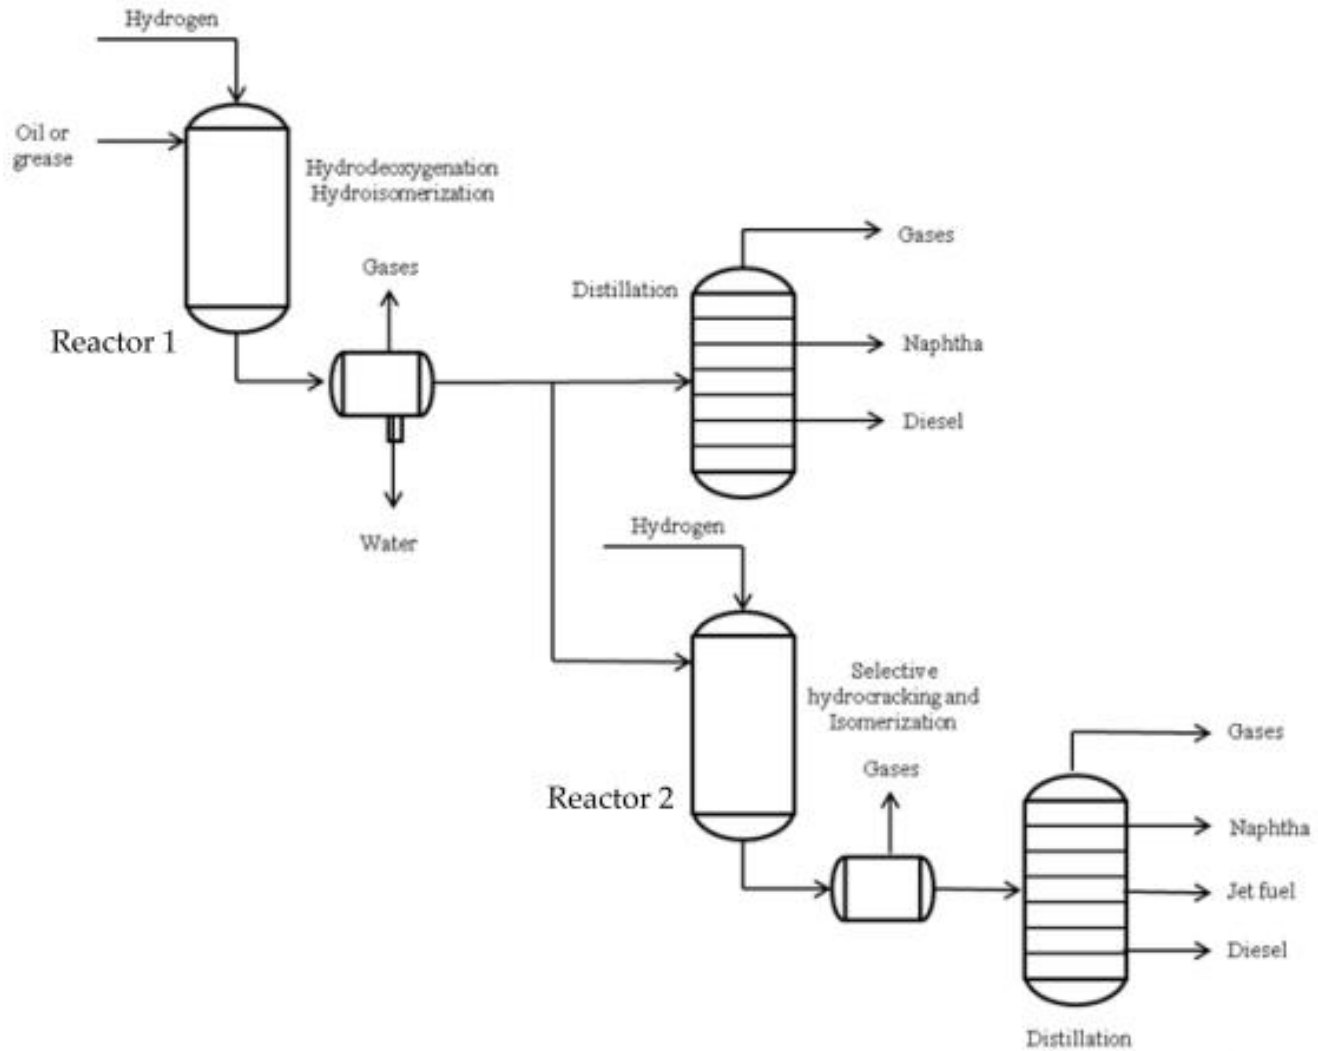 Hydrogen
Oil or
grease
Hydrodeoxygenation
Hydroisomerization
Reactor 1
Gases
Water
Distillation
Gases
Naphtha
Diesel
Hydrogen
Selective
hydrocracking and
Isomerization
Reactor 2
Gases
Gases
Naphtha
Jet fuel
Diesel
Distillation